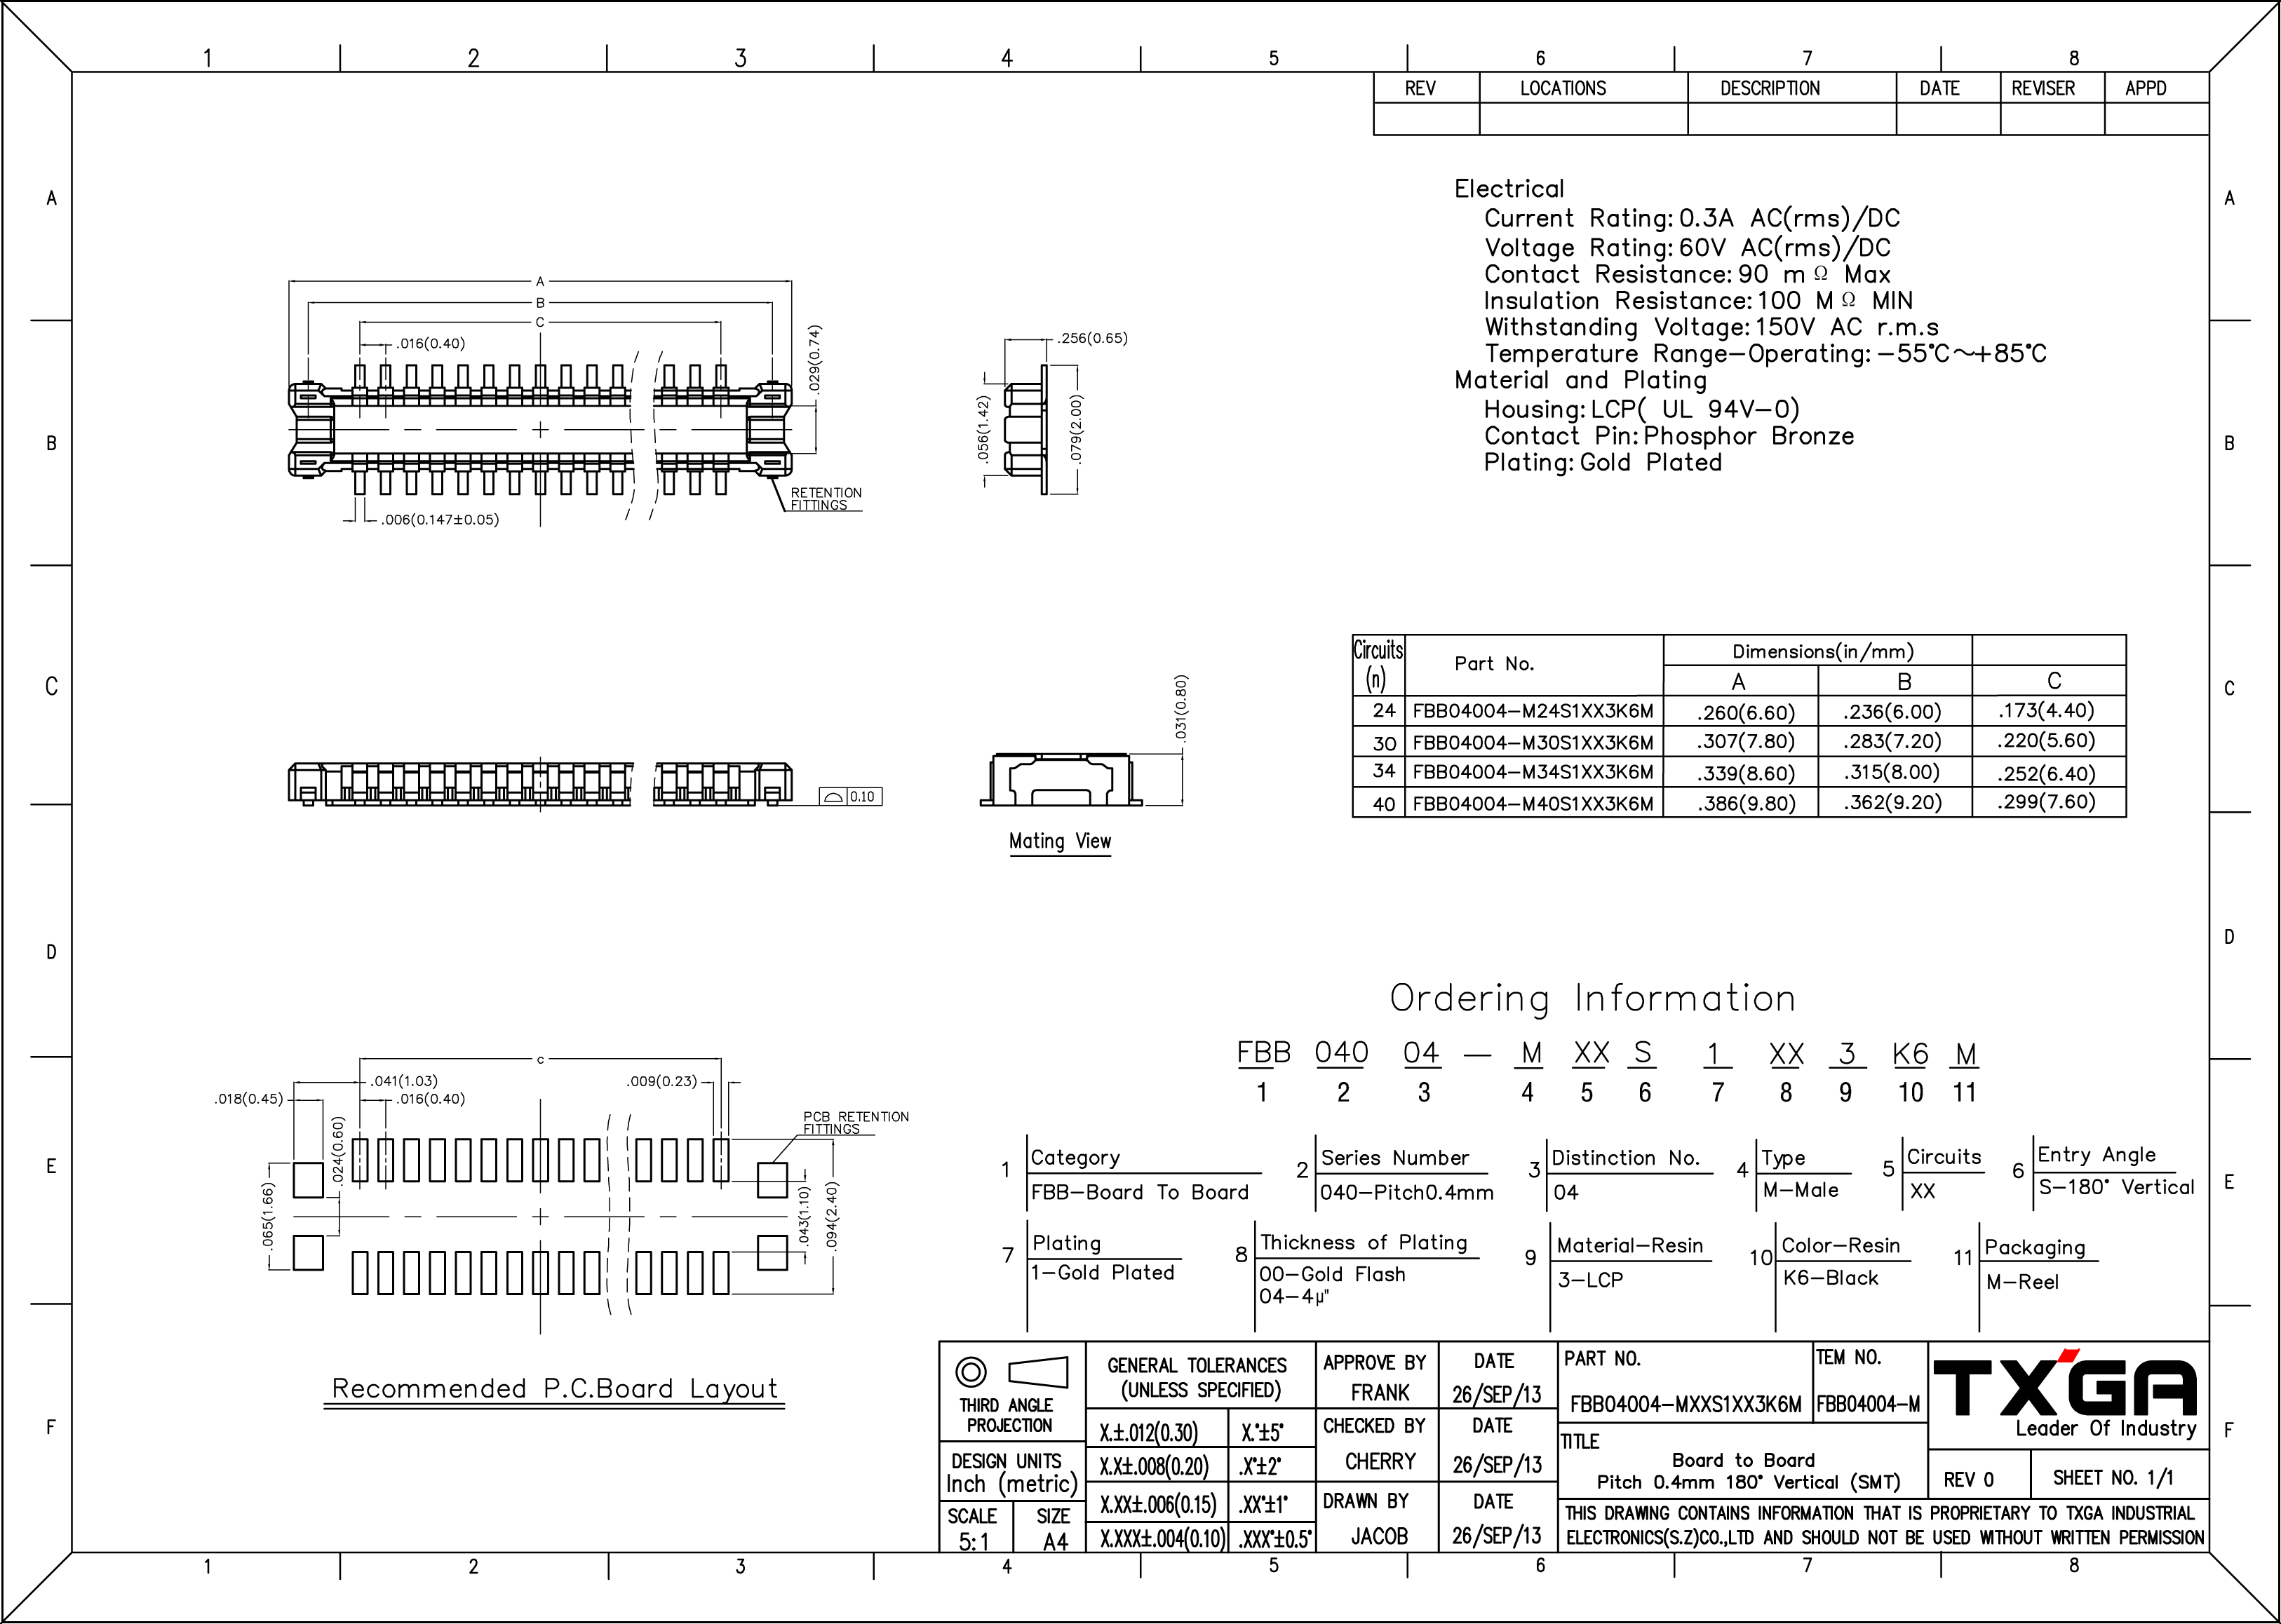 1 2 3 4 5 6 7 8
REV LOCATIONS DESCRIPTION DATE REVISER APPD
A A
Electrical
Current Rating: 0.3A AC(rms)/DC
Voltage Rating: 60V AC(rms)/DC
Contact Resistance: 90 mΩ Max
Insulation Resistance: 100 MΩ MIN
Withstanding Voltage: 150V AC r.m.s
Temperature Range-Operating: -55°C~+85°C
Material and Plating
Housing: LCP( UL 94V-0)
Contact Pin: Phosphor Bronze
Plating: Gold Plated
A
B
C
.016(0.40)
.029(0.74)
RETENTION
FITTINGS
.006(0.147±0.05)
.256(0.65)
.056(1.42)
.079(2.00)
B B
0.10
.031(0.80)
Mating View
C C
Circuits
(n)
Part No.
Dimensions(in/mm)
A B C
24 FBB04004-M24S1XX3K6M .260(6.60) .236(6.00) .173(4.40)
30 FBB04004-M30S1XX3K6M .307(7.80) .283(7.20) .220(5.60)
34 FBB04004-M34S1XX3K6M .339(8.60) .315(8.00) .252(6.40)
40 FBB04004-M40S1XX3K6M .386(9.80) .362(9.20) .299(7.60)
D D
Ordering Information
FBB 040 04 - M XX S 1 XX 3 K6 M
1 2 3 4 5 6 7 8 9 10 11
1 Category
FBB-Board To Board
2 Series Number
040-Pitch0.4mm
3 Distinction No.
04
4 Type
M-Male
5 Circuits
XX
6 Entry Angle
S-180° Vertical
7 Plating
1-Gold Plated
8 Thickness of Plating
00-Gold Flash
04-4μ"
9 Material-Resin
3-LCP
10 Color-Resin
K6-Black
11 Packaging
M-Reel
c
.041(1.03)
.009(0.23)
.018(0.45)
.016(0.40)
PCB RETENTION
FITTINGS
.024(0.60)
.065(1.66)
.043(1.10)
.094(2.40)
E E
Recommended P.C.Board Layout
F F
THIRD ANGLE
PROJECTION
DESIGN UNITS
Inch (metric)
SCALE SIZE
5:1 A4
GENERAL TOLERANCES
(UNLESS SPECIFIED)
X.±.012(0.30) X.°±5°
X.X±.008(0.20) .X°±2°
X.XX±.006(0.15) .XX°±1°
X.XXX±.004(0.10) .XXX°±0.5°
APPROVE BY DATE
FRANK 26/SEP/13
CHECKED BY DATE
CHERRY 26/SEP/13
DRAWN BY DATE
JACOB 26/SEP/13
PART NO.
FBB04004-MXXS1XX3K6M
TEM NO.
FBB04004-M
TITLE
Board to Board
Pitch 0.4mm 180° Vertical (SMT)
TXGA
Leader Of Industry
REV 0 SHEET NO. 1/1
THIS DRAWING CONTAINS INFORMATION THAT IS PROPRIETARY TO TXGA INDUSTRIAL
ELECTRONICS(S.Z)CO.,LTD AND SHOULD NOT BE USED WITHOUT WRITTEN PERMISSION
1 2 3 4 5 6 7 8